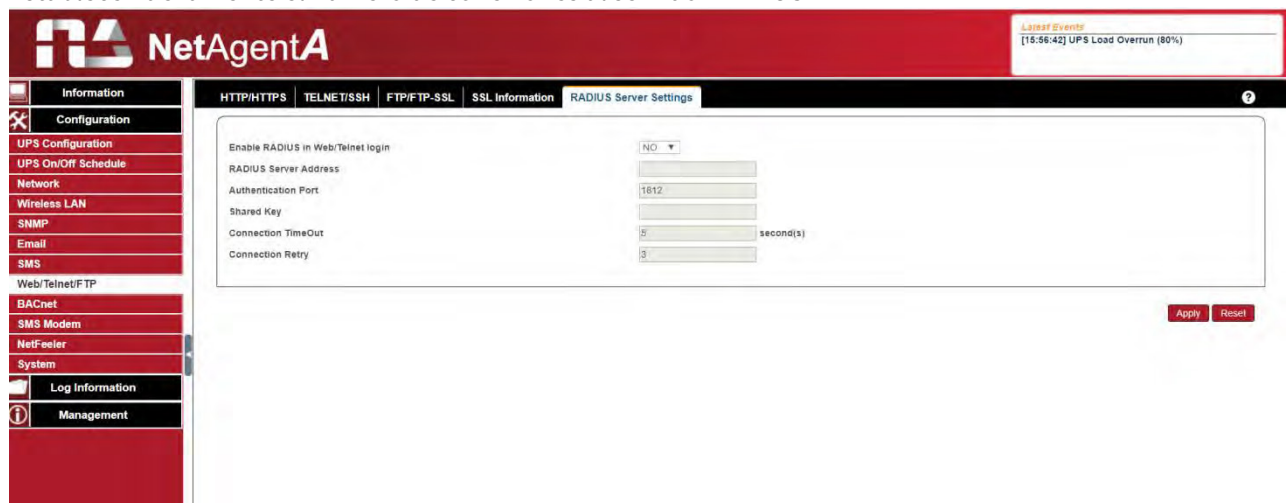 NetAgentA
Latest Events
[15:56:42] UPS Load Overrun (80%)
Information
Configuration
UPS Configuration
UPS On/Off Schedule
Network
Wireless LAN
SNMP
Email
SMS
Web/Telnet/FTP
BACnet
SMS Modem
NetFeeler
System
Log Information
Management
HTTP/HTTPS TELNET/SSH FTP/FTP-SSL SSL Information RADIUS Server Settings ?
Enable RADIUS in Web/Telnet login NO
RADIUS Server Address
Authentication Port 1812
Shared Key
Connection TimeOut 5 second(s)
Connection Retry 3
Apply Reset